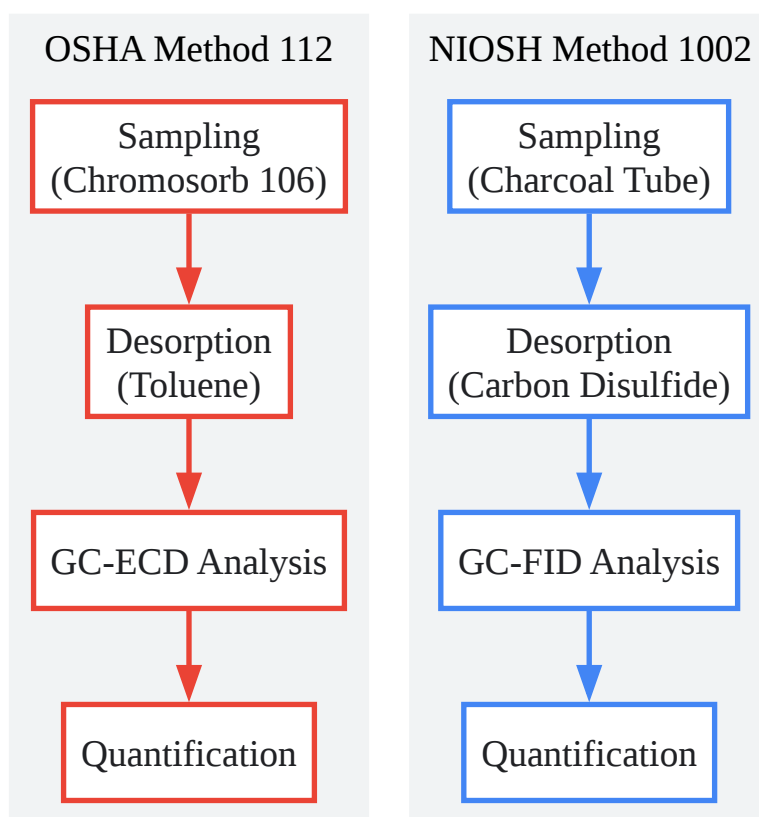 OSHA Method 112
Sampling
(Chromosorb 106)
Desorption
(Toluene)
GC-ECD Analysis
Quantification
NIOSH Method 1002
Sampling
(Charcoal Tube)
Desorption
(Carbon Disulfide)
GC-FID Analysis
Quantification